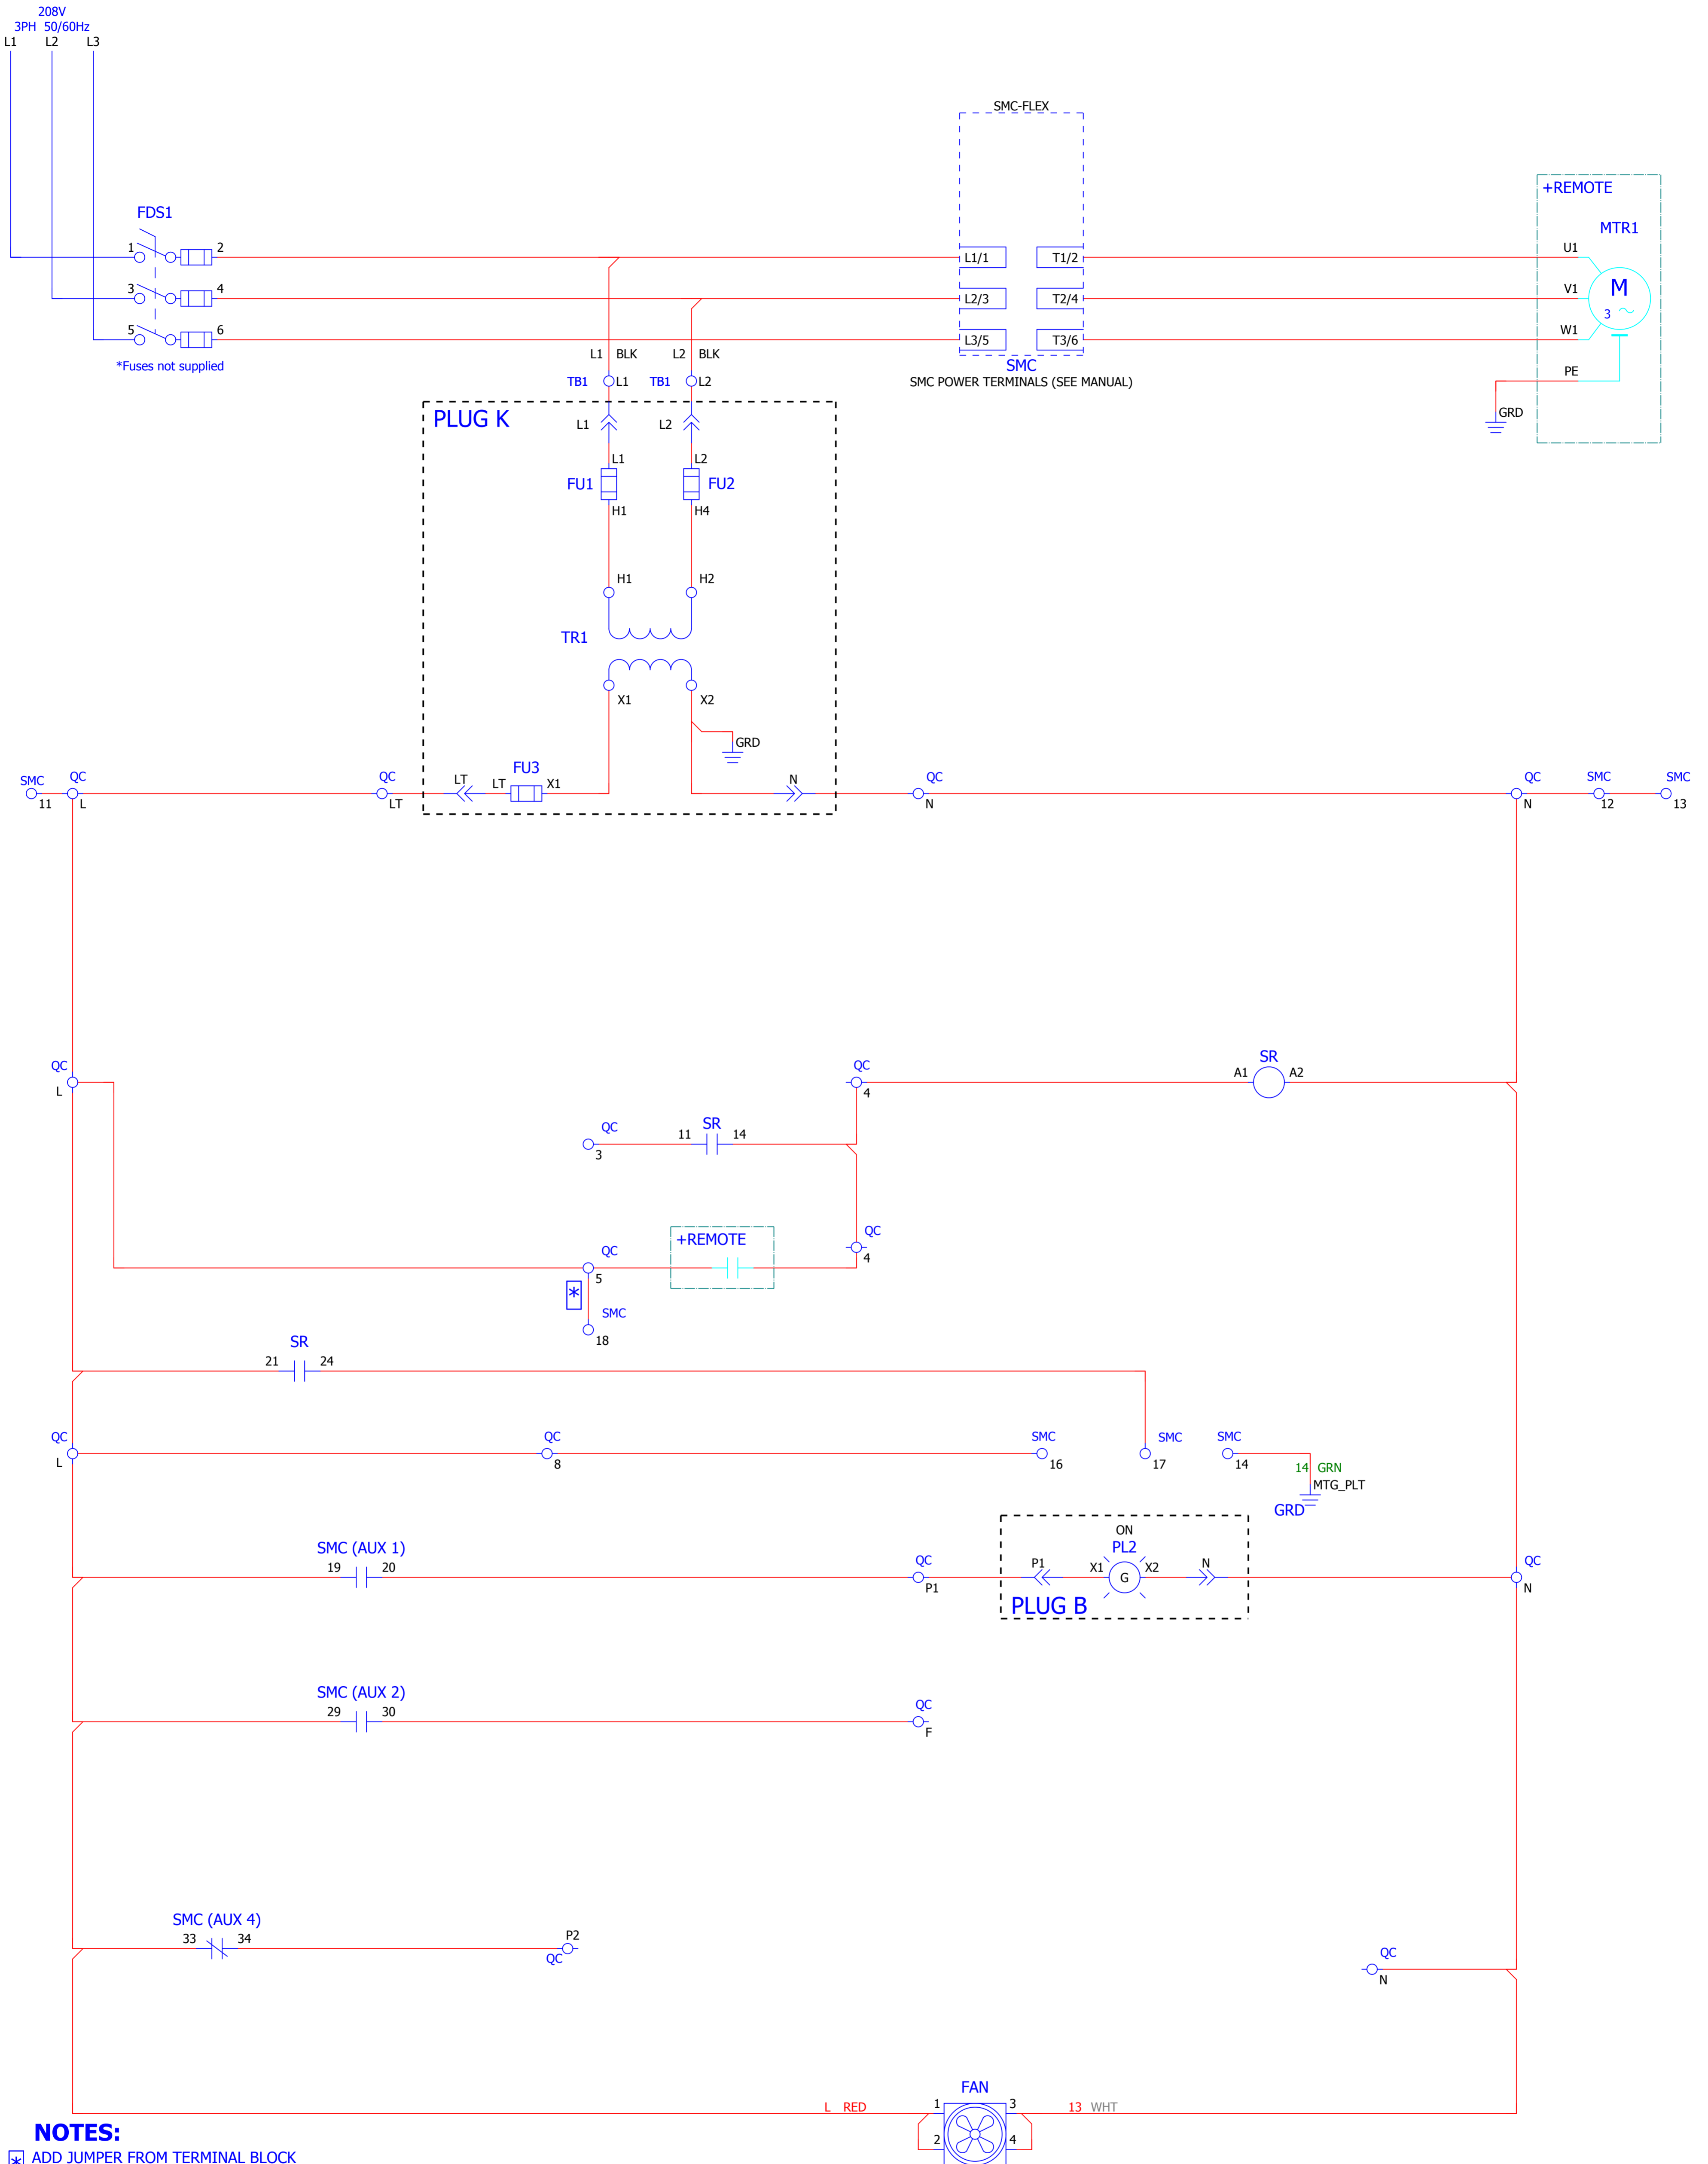 208V
3PH 50/60Hz
L1 L2 L3
SMC-FLEX
+REMOTE
MTR1
FDS1
1 2
L1/1 T1/2
U1
3 4
L2/3 T2/4
V1
M
3
5 6
L3/5 T3/6
W1
*Fuses not supplied
L1 BLK L2 BLK
SMC
SMC POWER TERMINALS (SEE MANUAL)
PE
TB1 L1 TB1 L2
GRD
PLUG K
L1 L2
L1 L2
FU1 FU2
H1 H4
H1 H2
TR1
X1 X2
GRD
SMC QC QC LT LT FU3 X1 N QC QC SMC SMC
11 L LT N N 12 13
QC QC SR
L 4 A1 A2
QC 11 SR 14
3
+REMOTE QC
QC 4
5
* SMC
18
SR
21 24
QC QC SMC SMC SMC
L 8 16 17 14
14 GRN
MTG_PLT
GRD
ON
SMC (AUX 1) PL2
19 20 QC P1 X1 G X2 N QC
P1 N
PLUG B
SMC (AUX 2)
29 30 QC
F
SMC (AUX 4)
33 34 P2
QC
QC
N
FAN
L RED 1 3 13 WHT
2 4
NOTES:
* ADD JUMPER FROM TERMINAL BLOCK